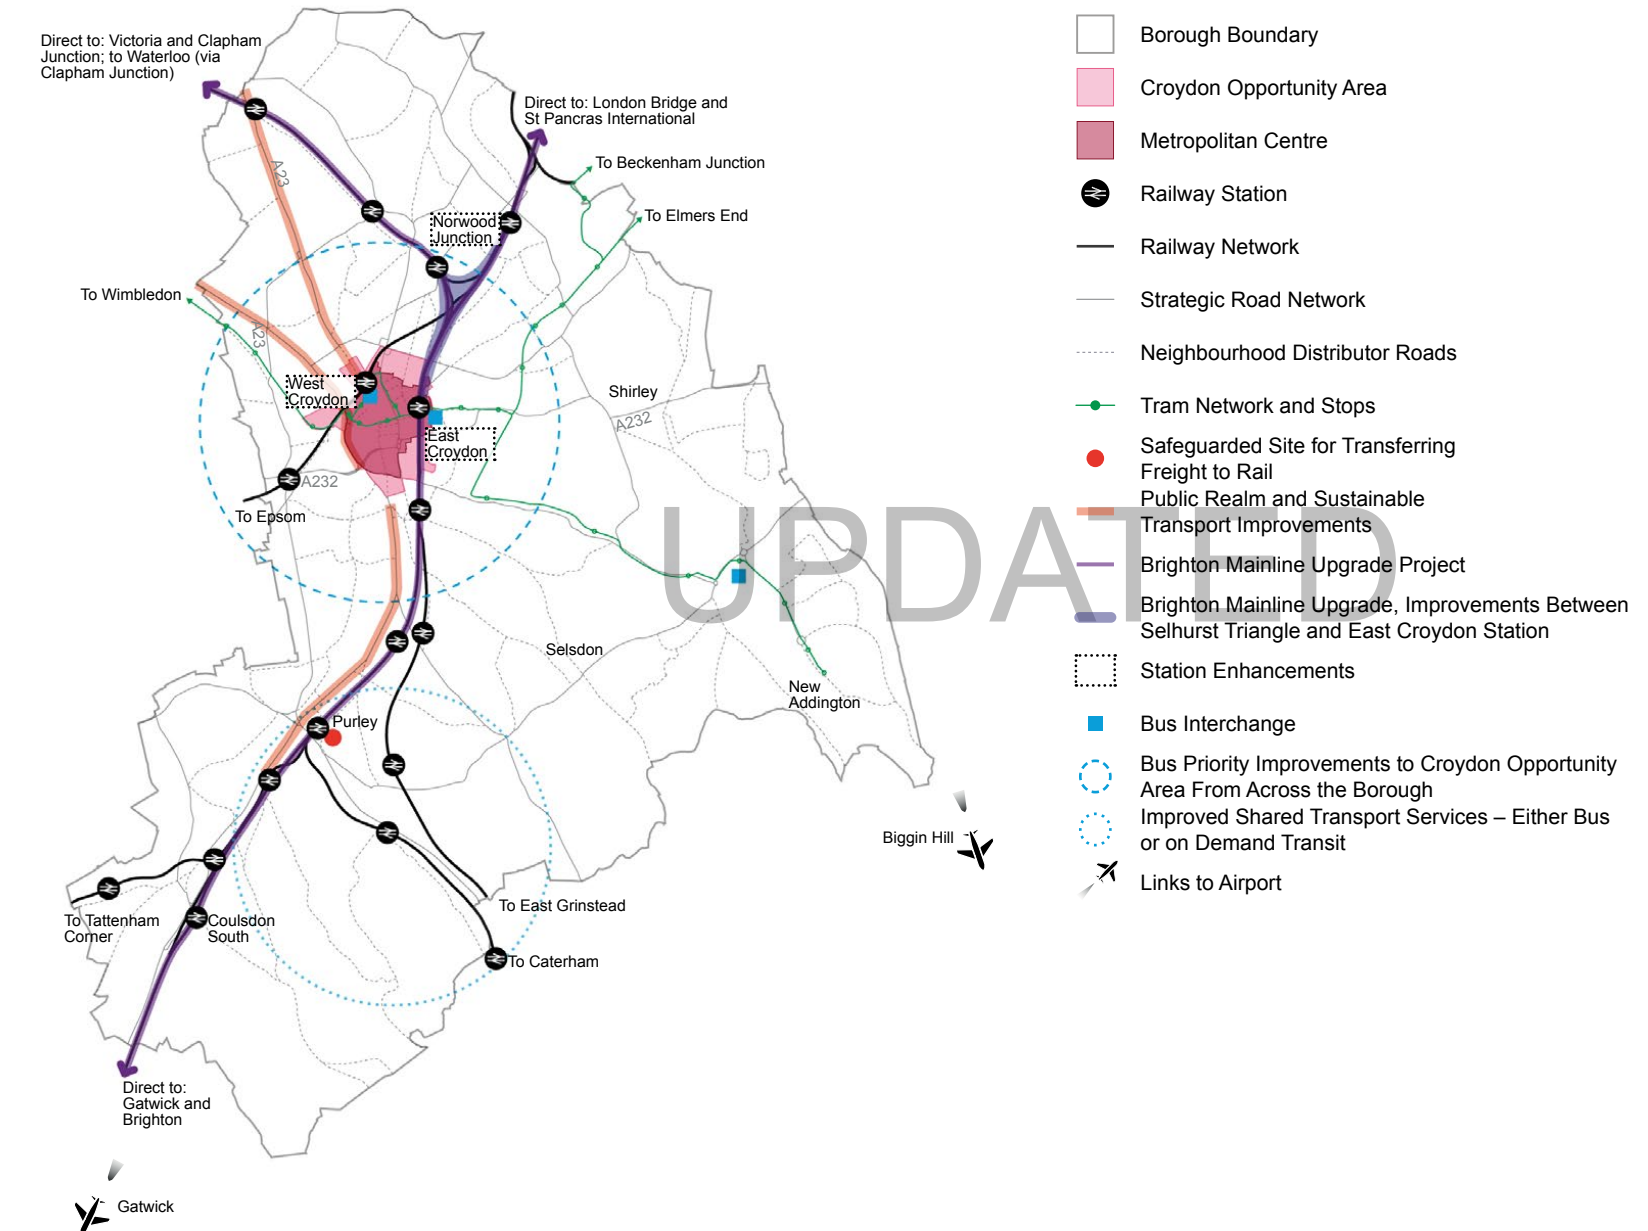 Direct to: Victoria and Clapham
Junction; to Waterloo (via
Clapham Junction)
Direct to: London Bridge and
St Pancras International
To Beckenham Junction
To Elmers End
A23
Norwood
Junction
To Wimbledon
A23
West
Croydon
Shirley
A232
East
Croydon
A232
To Epsom
Selsdon
New
Addington
Purley
Biggin Hill
To East Grinstead
To Tattenham
Corner
Coulsdon
South
To Caterham
Direct to:
Gatwick and
Brighton
Gatwick
UPDATED
Borough Boundary
Croydon Opportunity Area
Metropolitan Centre
Railway Station
Railway Network
Strategic Road Network
Neighbourhood Distributor Roads
Tram Network and Stops
Safeguarded Site for Transferring
Freight to Rail
Public Realm and Sustainable
Transport Improvements
Brighton Mainline Upgrade Project
Brighton Mainline Upgrade, Improvements Between
Selhurst Triangle and East Croydon Station
Station Enhancements
Bus Interchange
Bus Priority Improvements to Croydon Opportunity
Area From Across the Borough
Improved Shared Transport Services – Either Bus
or on Demand Transit
Links to Airport